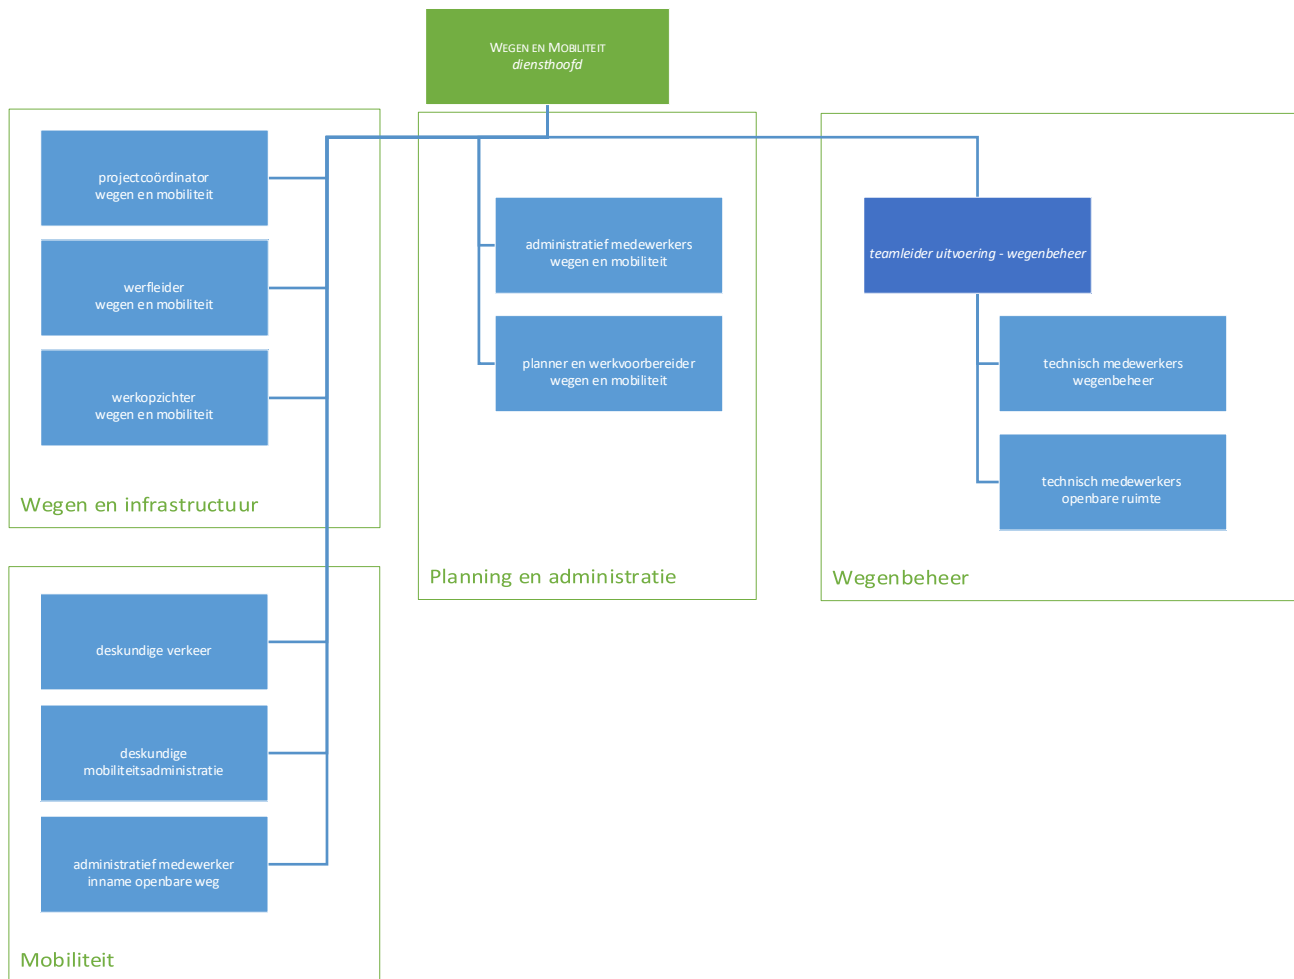 WEGEN EN MOBILITEIT
diensthoofd
projectcoördinator
wegen en mobiliteit
werfleider
wegen en mobiliteit
werkopzichter
wegen en mobiliteit
Wegen en infrastructuur
administratief medewerkers
wegen en mobiliteit
planner en werkvoorbereider
wegen en mobiliteit
Planning en administratie
teamleider uitvoering - wegenbeheer
technisch medewerkers
wegenbeheer
technisch medewerkers
openbare ruimte
Wegenbeheer
deskundige verkeer
deskundige
mobiliteitsadministratie
administratief medewerker
inname openbare weg
Mobiliteit